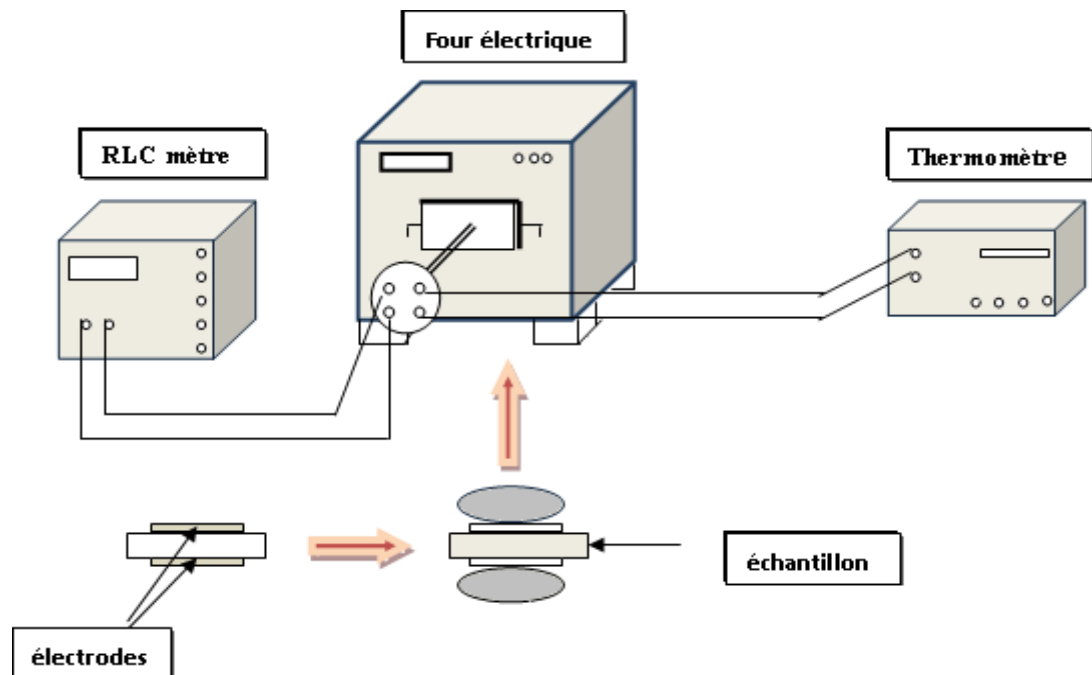 Four électrique
RLC mètre
Thermomètre
échantillon
électrodes